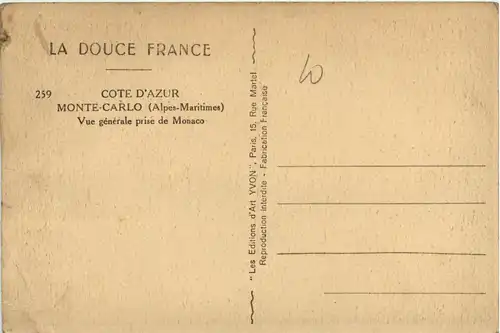 LA DOUCE FRANCE
259 COTE D'AZUR
MONTE-CARLO (Alpes-Maritimes)
Vue générale prise de Monaco
"Les Editions d'Art YVON", Paris, 15, Rue Martel
Reproduction Interdite - Fabrication Française